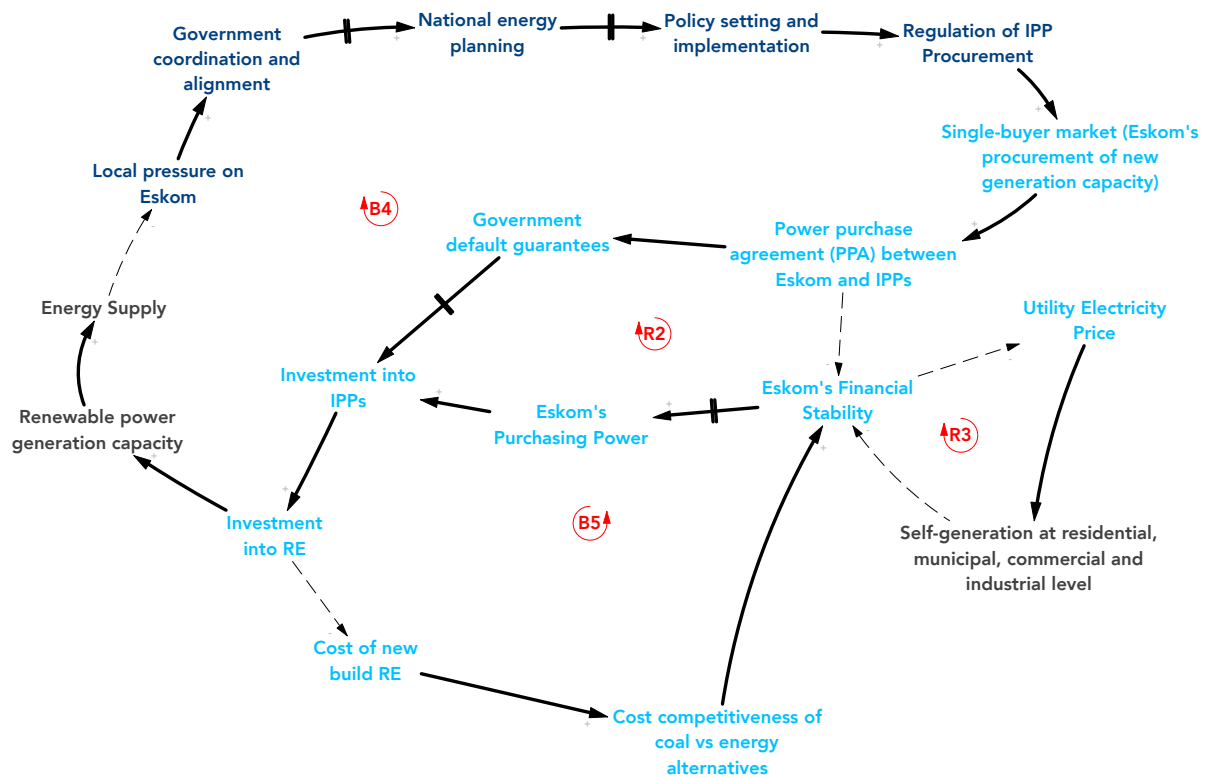 Government
coordination and
alignment
National energy
planning
Policy setting and
implementation
Regulation of IPP
Procurement
Single-buyer market (Eskom's
procurement of new
generation capacity)
Local pressure on
Eskom
B4
Government
default guarantees
Power purchase
agreement (PPA) between
Eskom and IPPs
Energy Supply
R2
Utility Electricity
Price
Investment into
IPPs
Eskom's
Purchasing Power
Eskom's Financial
Stability
R3
Renewable power
generation capacity
Investment
into RE
B5
Self-generation at residential,
municipal, commercial and
industrial level
Cost of new
build RE
Cost competitiveness of
coal vs energy
alternatives